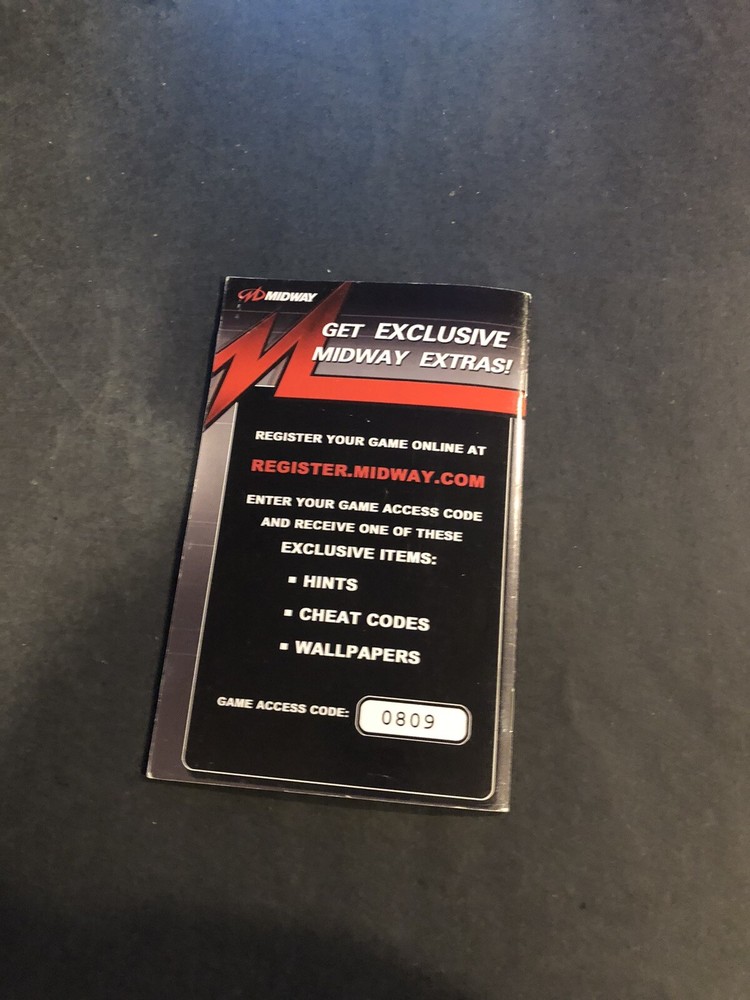 MIDWAY
GET EXCLUSIVE
MIDWAY EXTRAS!
REGISTER YOUR GAME ONLINE AT
REGISTER.MIDWAY.COM
ENTER YOUR GAME ACCESS CODE
AND RECEIVE ONE OF THESE
EXCLUSIVE ITEMS:
▪ HINTS
▪ CHEAT CODES
▪ WALLPAPERS
GAME ACCESS CODE: 0809